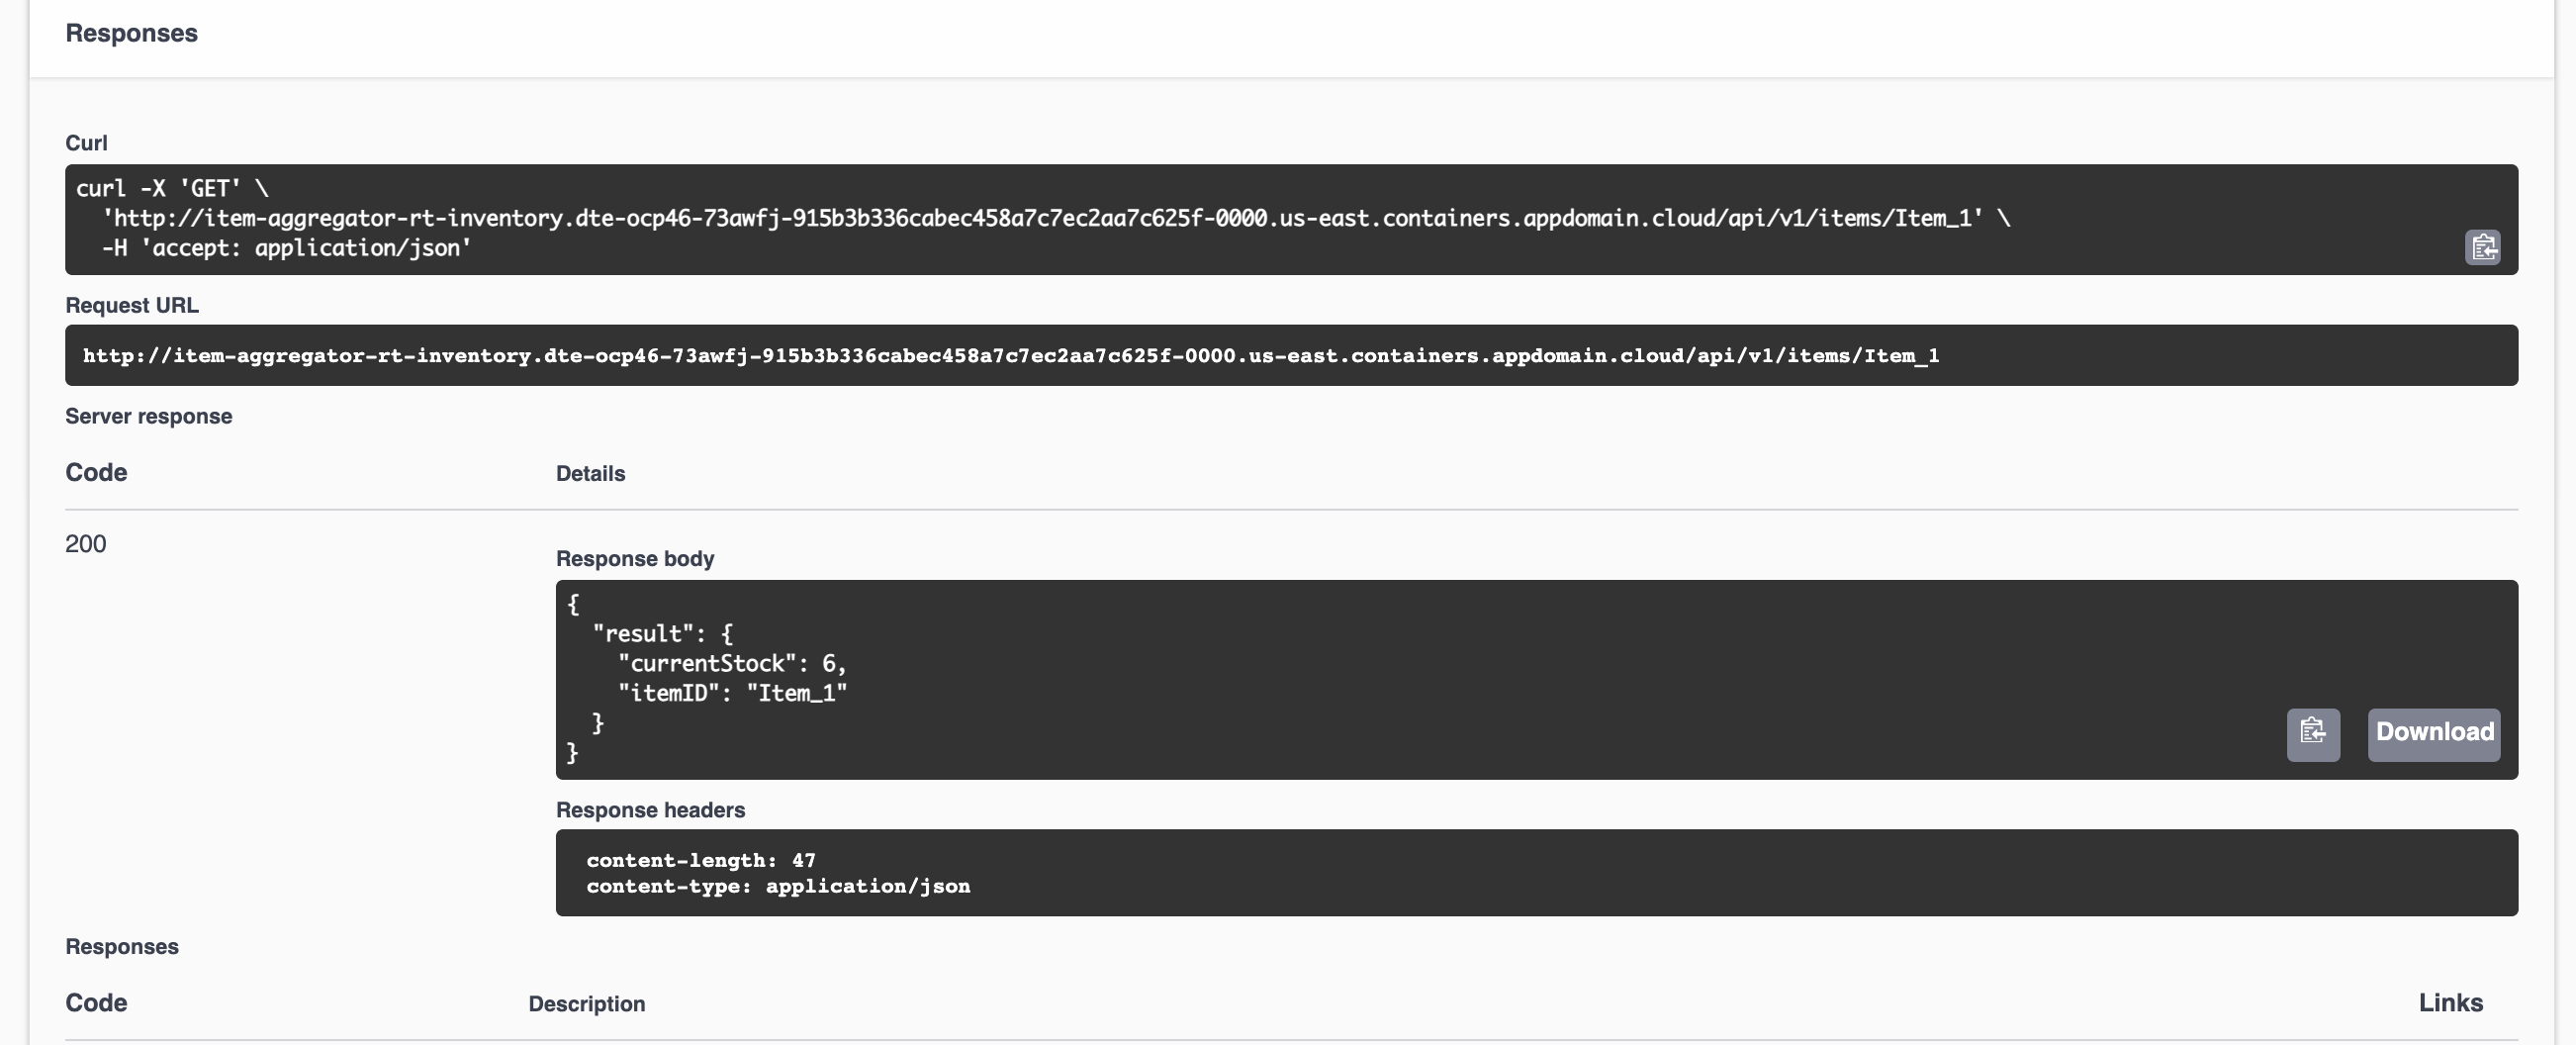 Responses
Curl
curl -X 'GET' \
  'http://item-aggregator-rt-inventory.dte-ocp46-73awfj-915b3b336cabec458a7c7ec2aa7c625f-0000.us-east.containers.appdomain.cloud/api/v1/items/Item_1' \
  -H 'accept: application/json'
Request URL
http://item-aggregator-rt-inventory.dte-ocp46-73awfj-915b3b336cabec458a7c7ec2aa7c625f-0000.us-east.containers.appdomain.cloud/api/v1/items/Item_1
Server response
Code Details
200
Response body
{
  "result": {
    "currentStock": 6,
    "itemID": "Item_1"
  }
}
Download
Response headers
content-length: 47
content-type: application/json
Responses
Code Description Links